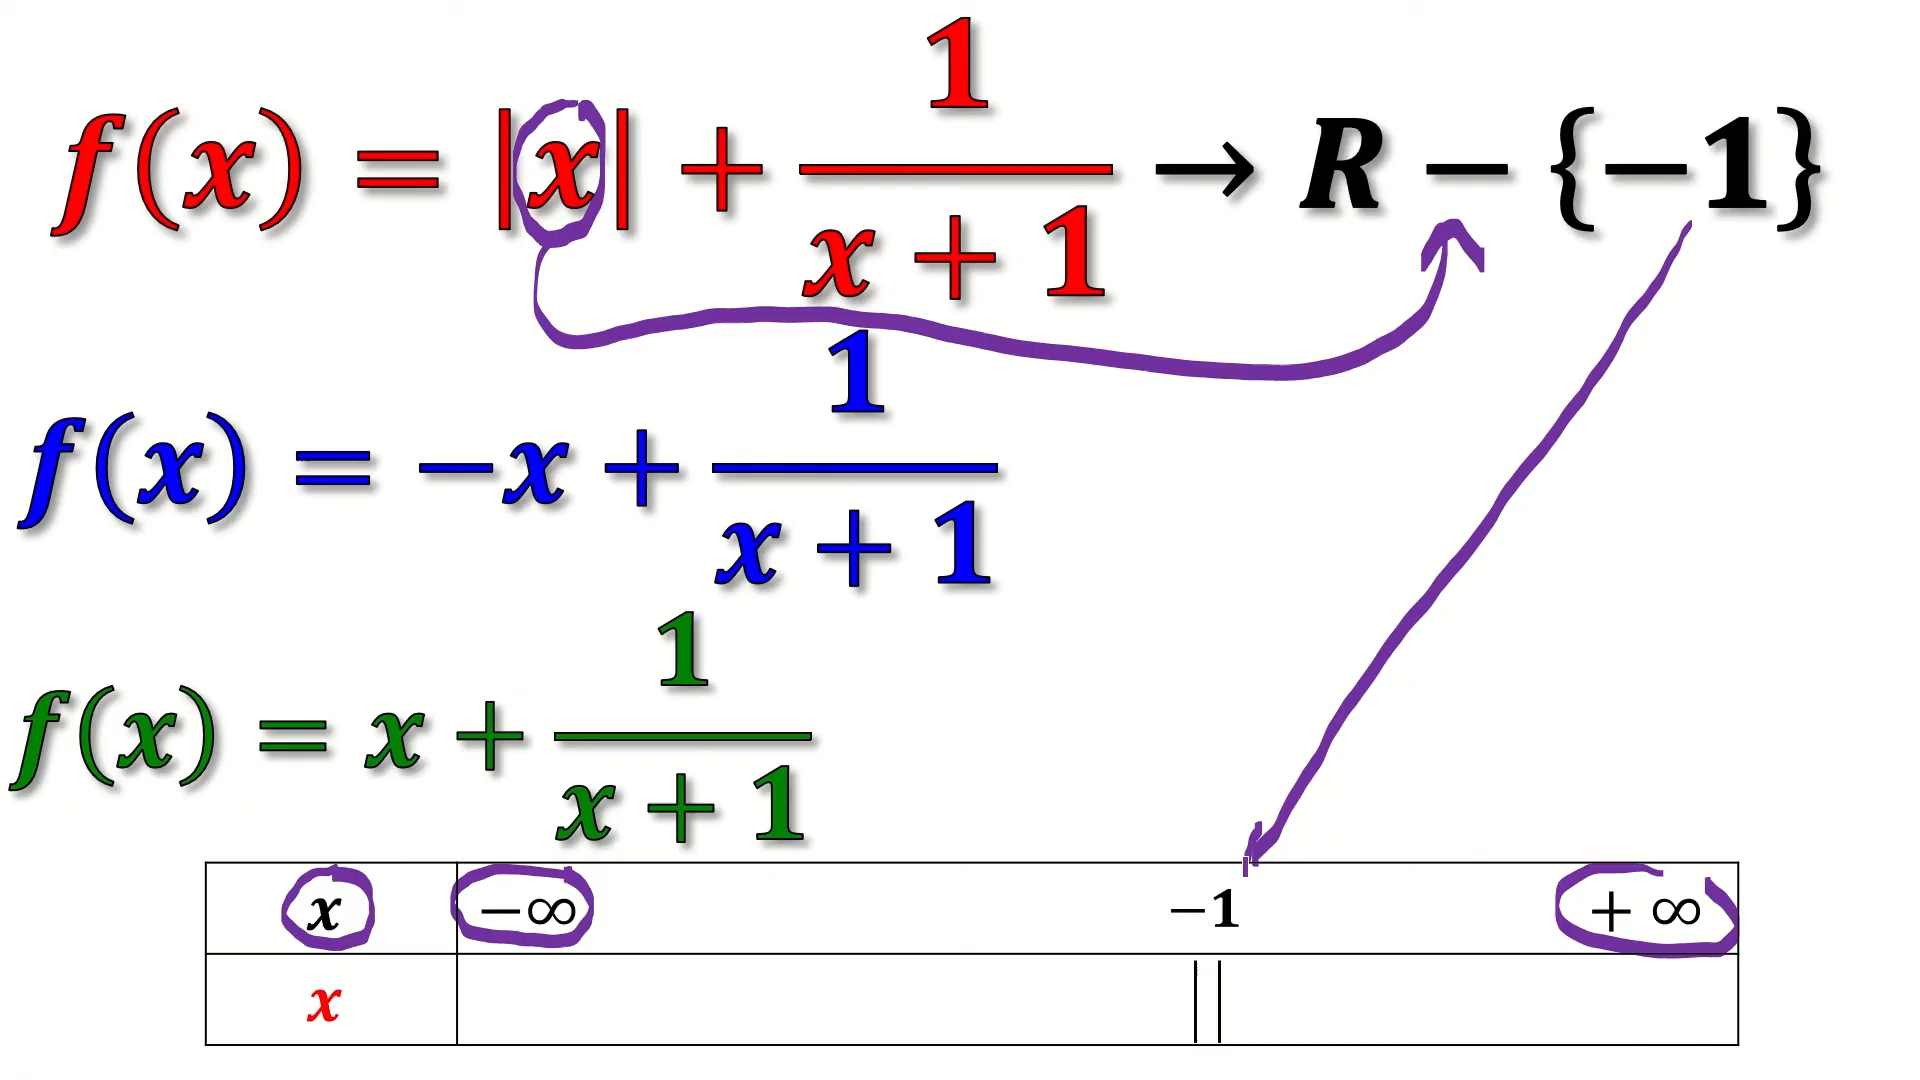 f(x) = |x| + 1/(x + 1) → R − {−1}
f(x) = −x + 1/(x + 1)
f(x) = x + 1/(x + 1)
x −∞ −1 + ∞
x ||